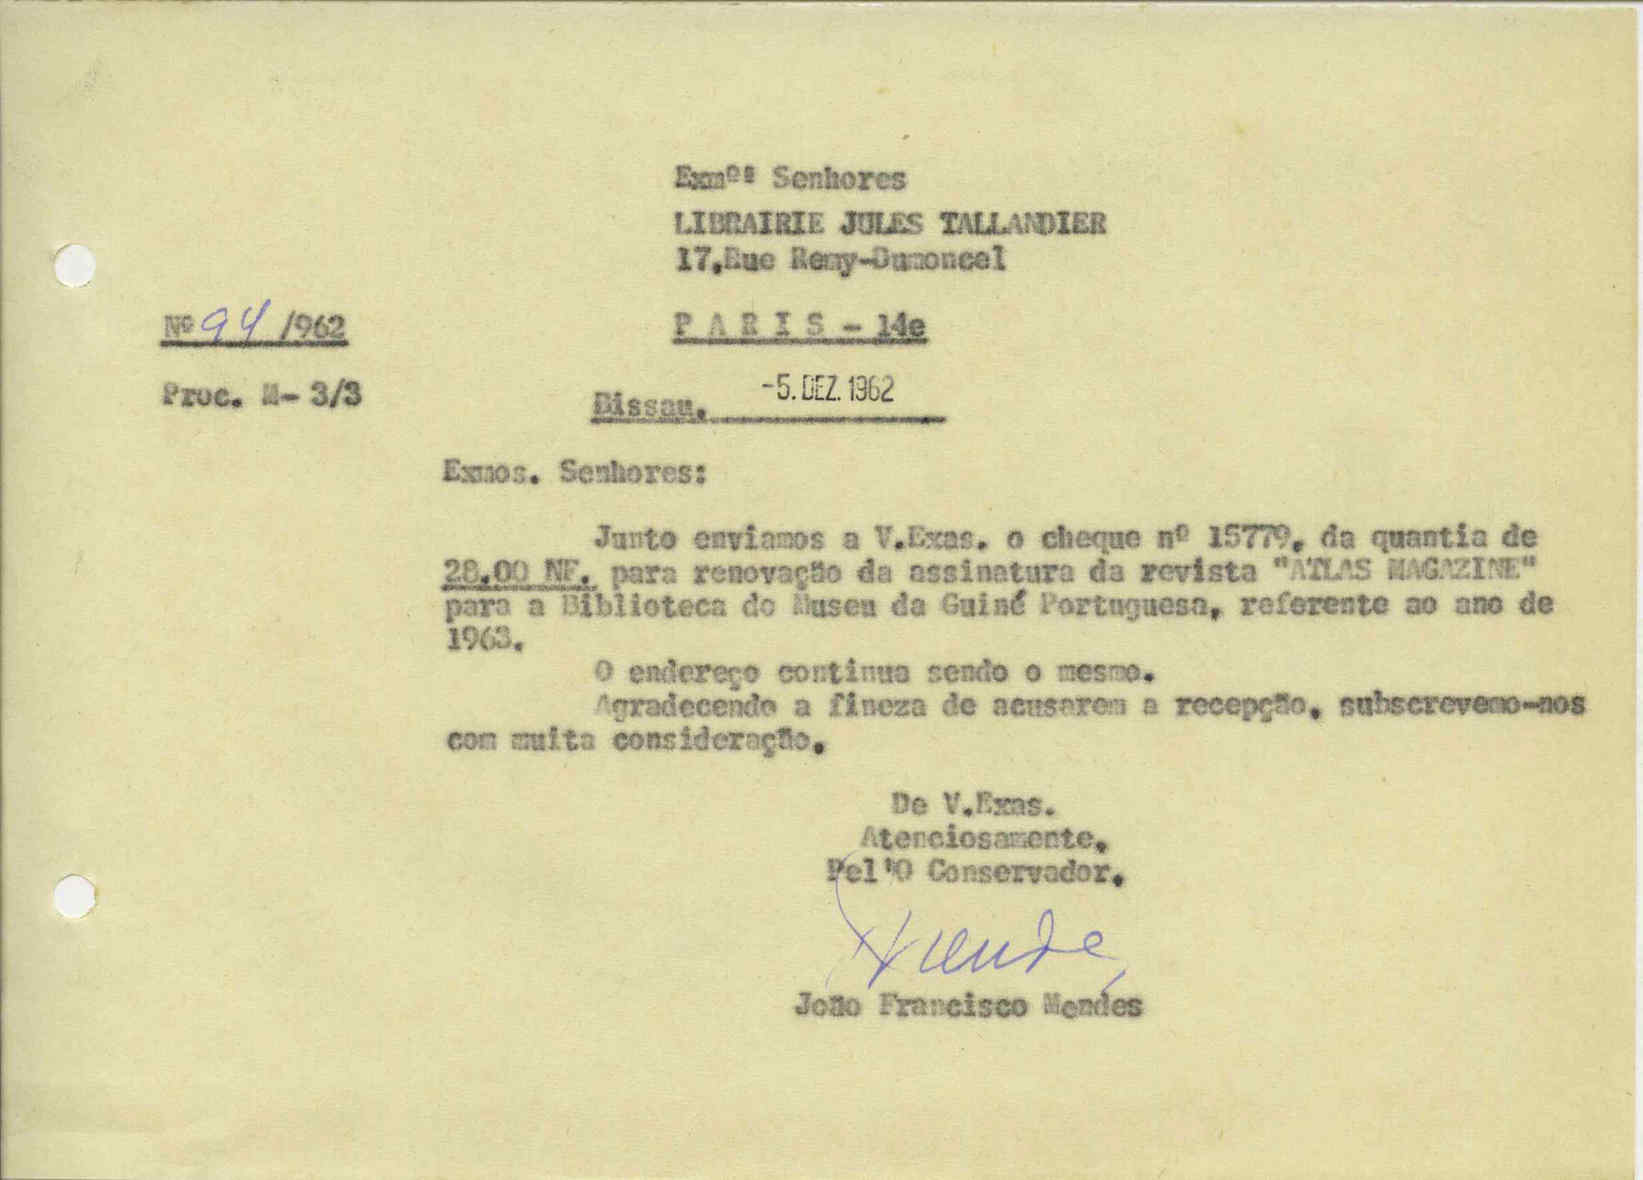 Exmºs Senhores
LIBRAIRIE JULES TALLANDIER
17,Rue Remy-Dumoncel
Nº 94 /962
P A R I S - 14e
Proc. M- 3/3
-5. DEZ. 1962
Bissau,
Exmos. Senhores:
Junto enviamos a V.Exas. o cheque nº 15779, da quantia de
28,00 NF, para renovação da assinatura da revista "ATLAS MAGAZINE"
para a Biblioteca do Museu da Guiné Portuguesa, referente ao ano de
1963.
O endereço continua sendo o mesmo.
Agradecendo a fineza de acusarem a recepção, subscrevemo-nos
com muita consideração.
De V.Exas.
Atenciosamente,
Pel'O Conservador,
João Francisco Mendes